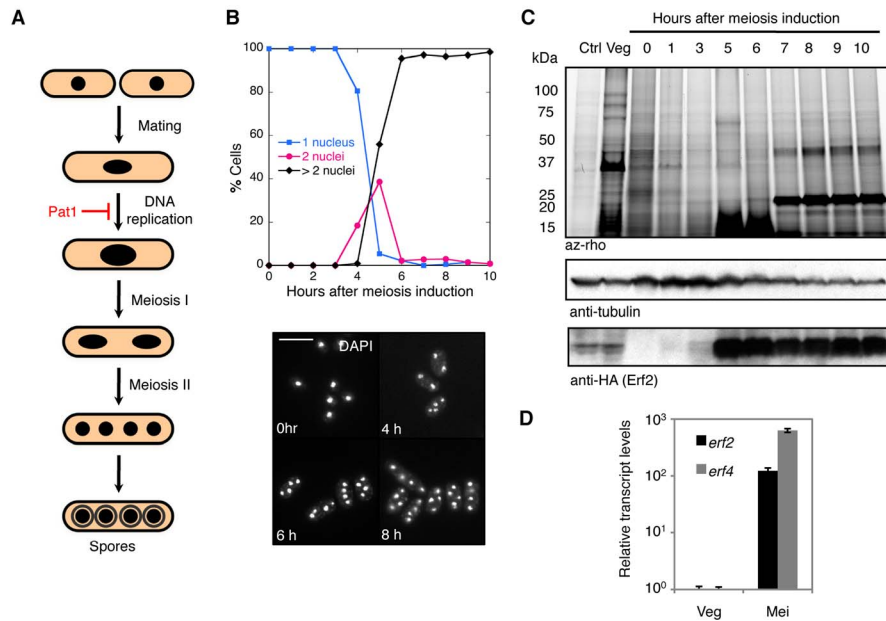 A
Mating
Pat1
DNA
replication
Meiosis I
Meiosis II
Spores
B
100
80
60
40
20
0
% Cells
1 nucleus
2 nuclei
> 2 nuclei
0 2 4 6 8 10
Hours after meiosis induction
DAPI
0hr
4 h
6 h
8 h
C
Hours after meiosis induction
Ctrl Veg 0 1 3 5 6 7 8 9 10
kDa
100
75
50
37
25
20
15
az-rho
anti-tubulin
anti-HA (Erf2)
D
Relative transcript levels
10³
10²
10¹
10⁰
erf2
erf4
Veg Mei